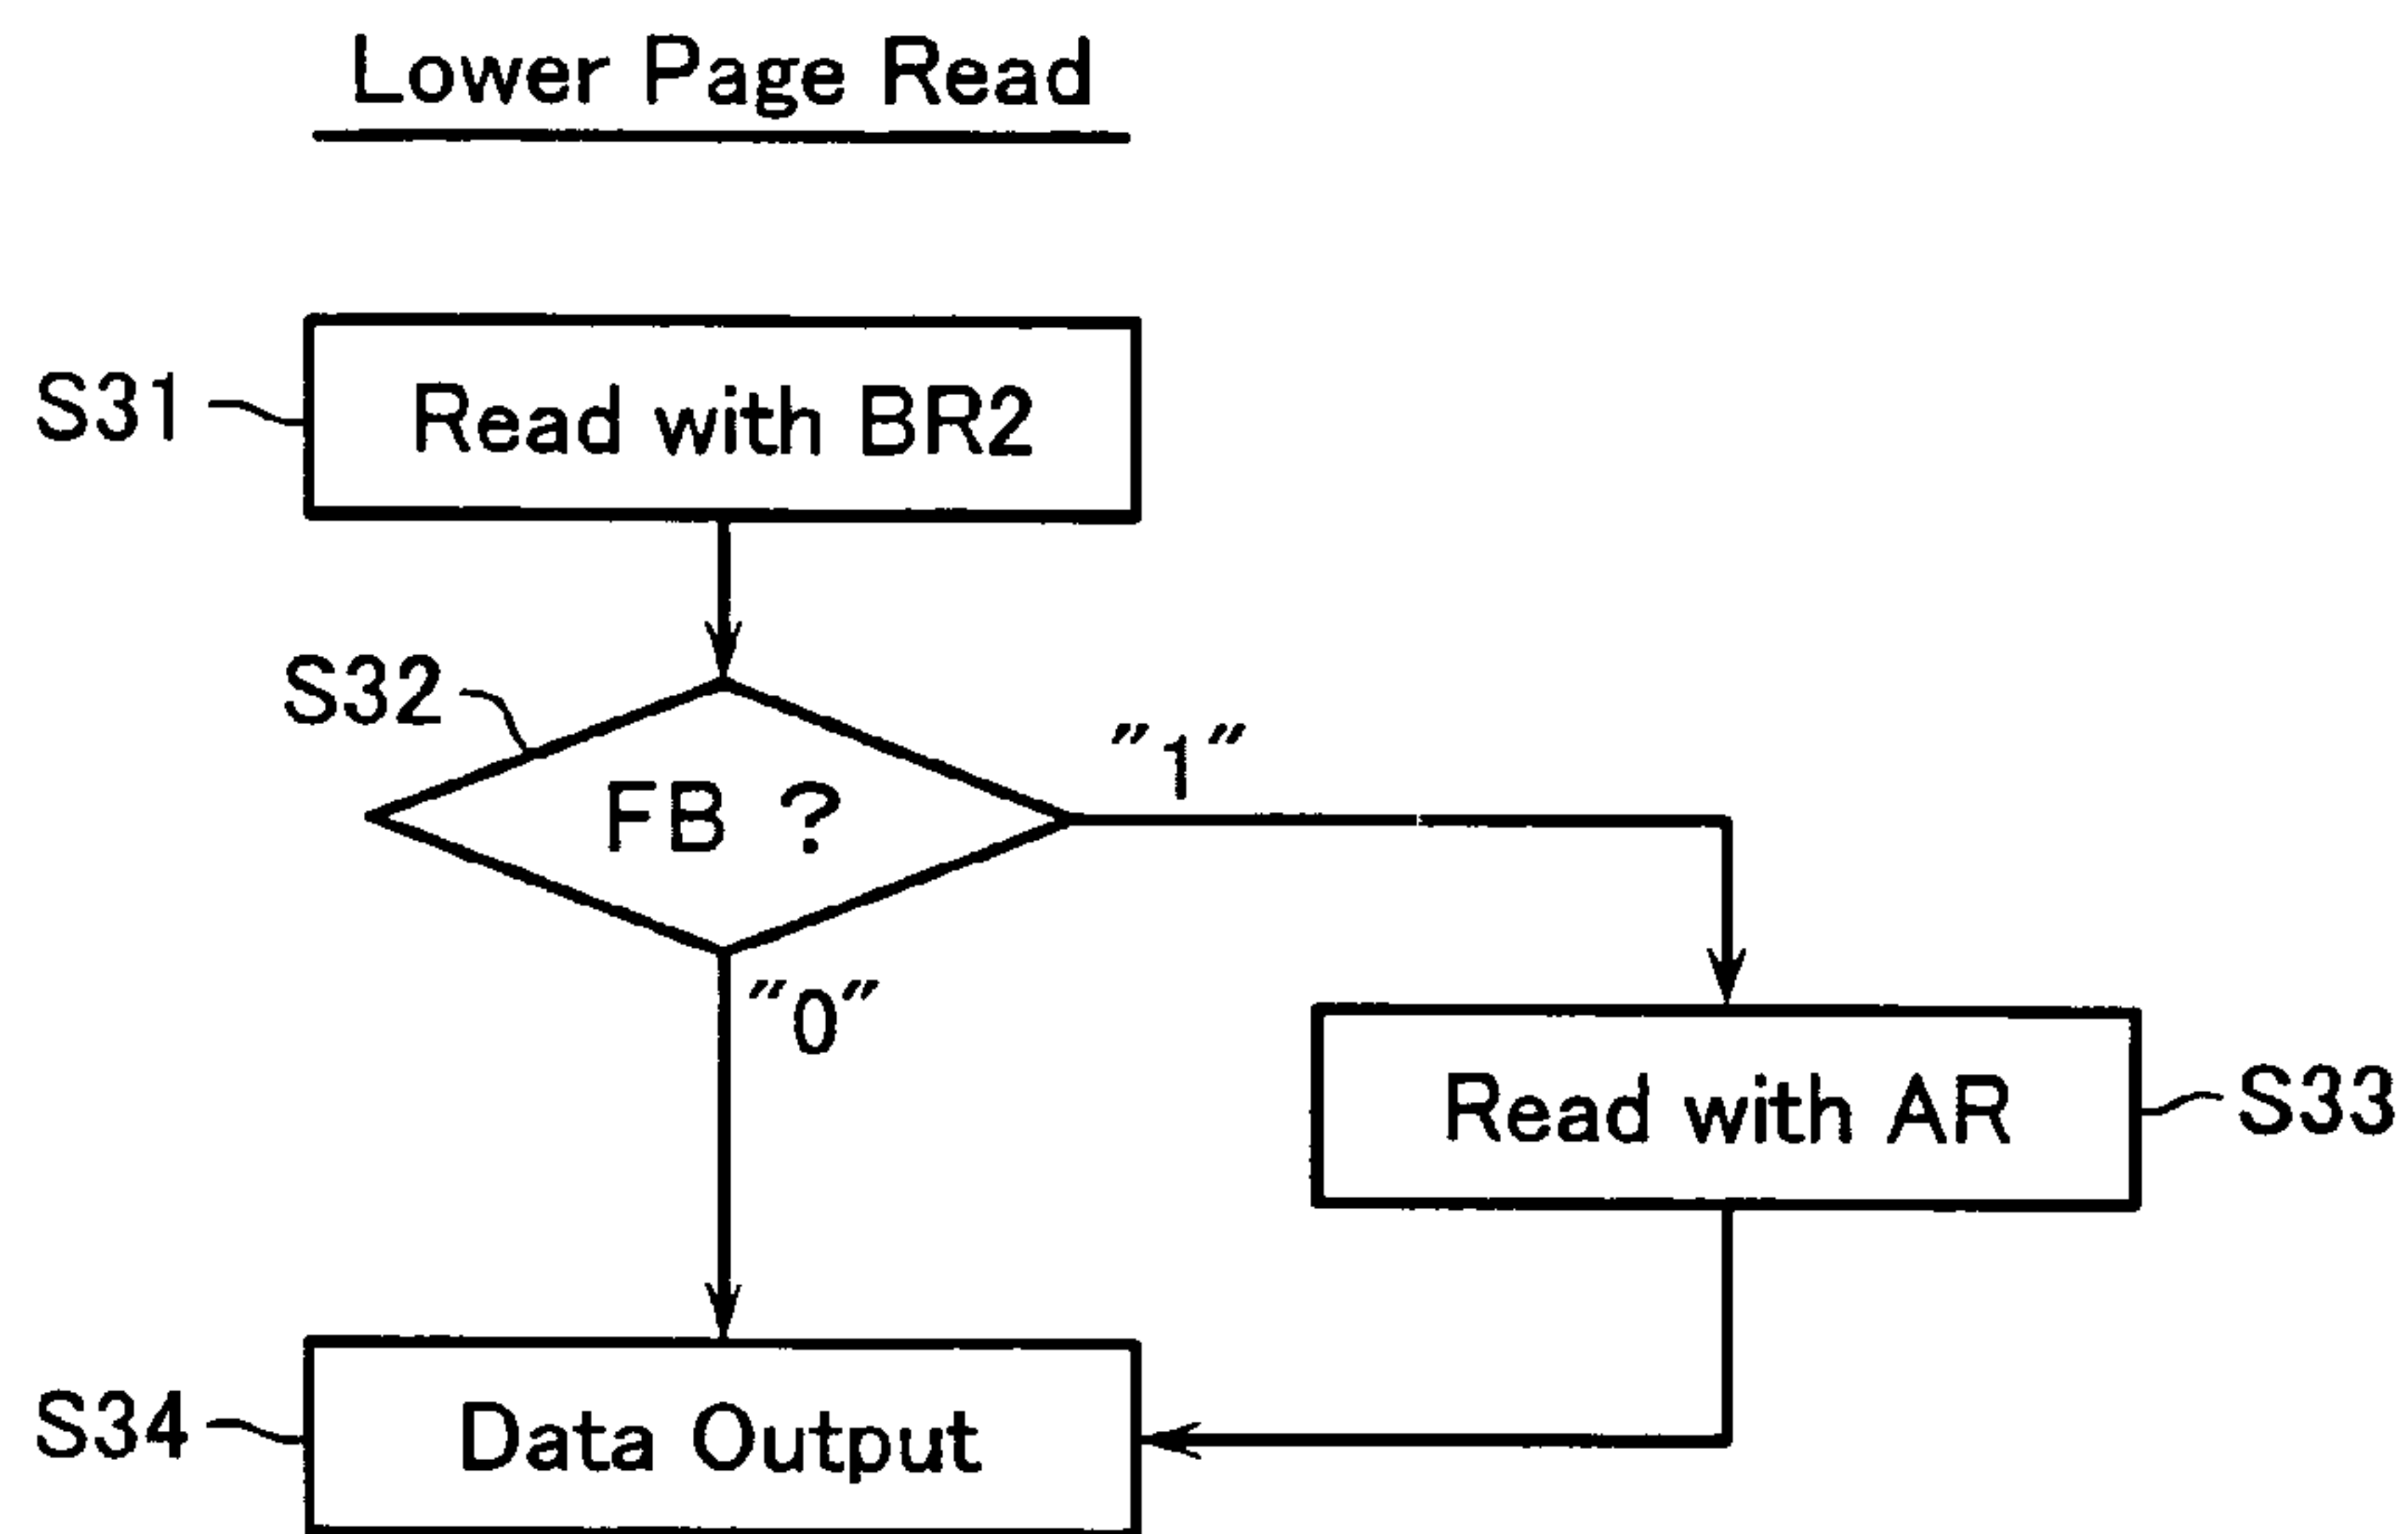 Lower Page Read
S31
Read with BR2
S32
FB ?
"1"
"0"
Read with AR
S33
S34
Data Output